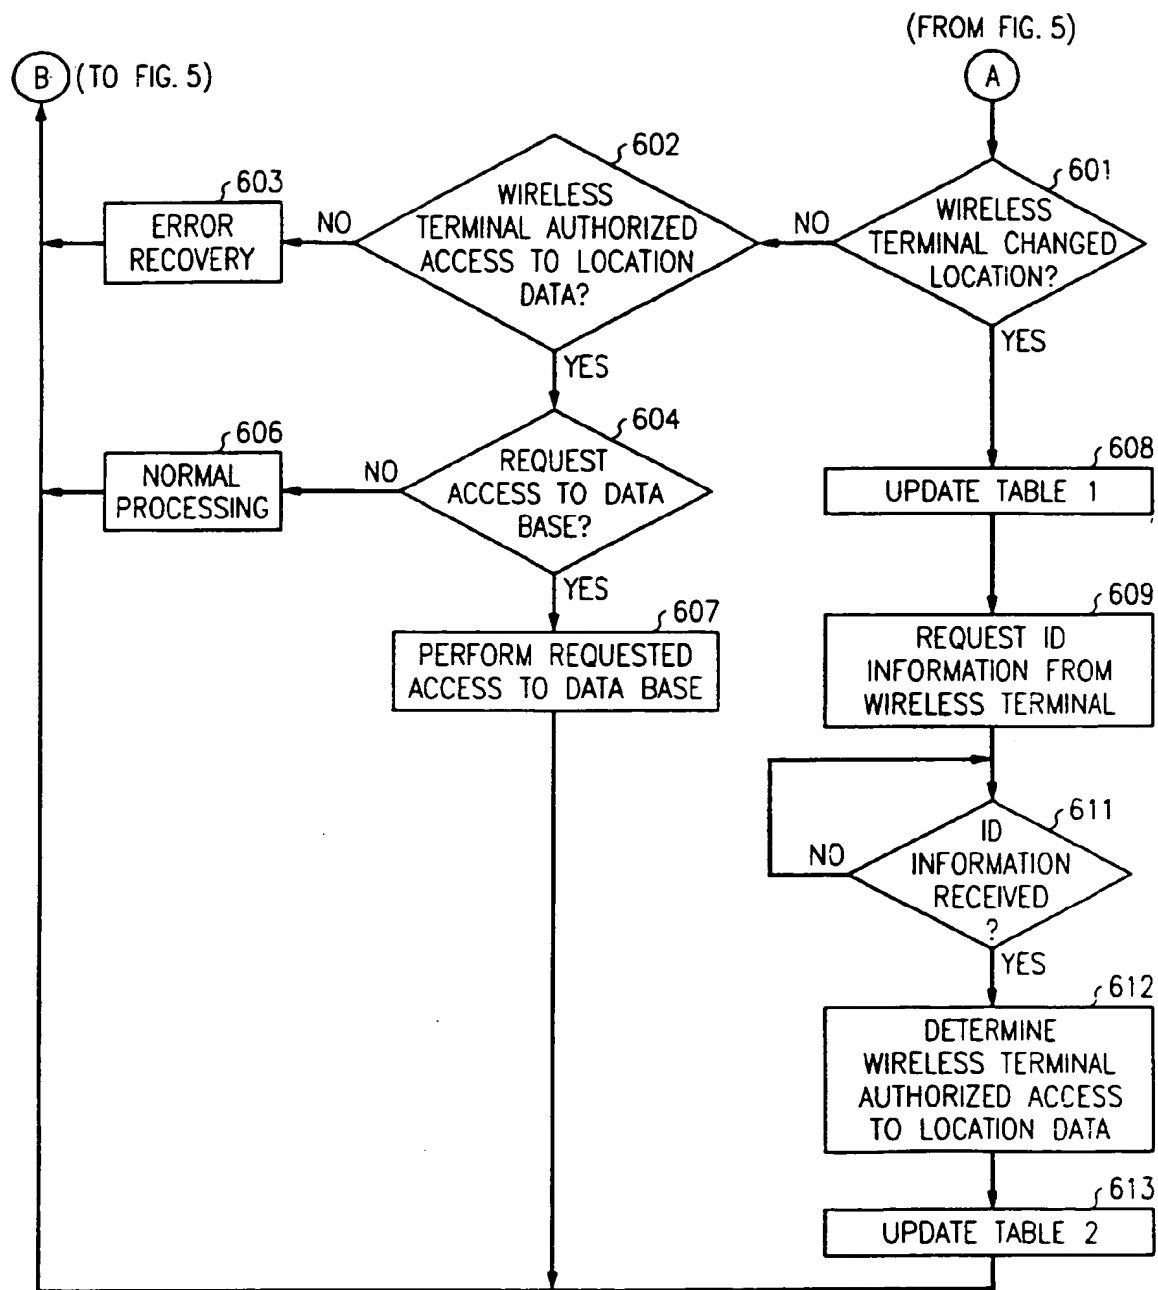 (FROM FIG. 5)
B (TO FIG. 5)
A
602
601
603
WIRELESS
TERMINAL AUTHORIZED
ACCESS TO LOCATION
DATA?
WIRELESS
TERMINAL CHANGED
LOCATION?
ERROR
RECOVERY
NO
NO
YES
YES
604
606
608
NORMAL
PROCESSING
NO
REQUEST
ACCESS TO DATA
BASE?
UPDATE TABLE 1
YES
607
609
PERFORM REQUESTED
ACCESS TO DATA BASE
REQUEST ID
INFORMATION FROM
WIRELESS TERMINAL
611
NO
ID
INFORMATION
RECEIVED
?
YES
612
DETERMINE
WIRELESS TERMINAL
AUTHORIZED ACCESS
TO LOCATION DATA
613
UPDATE TABLE 2